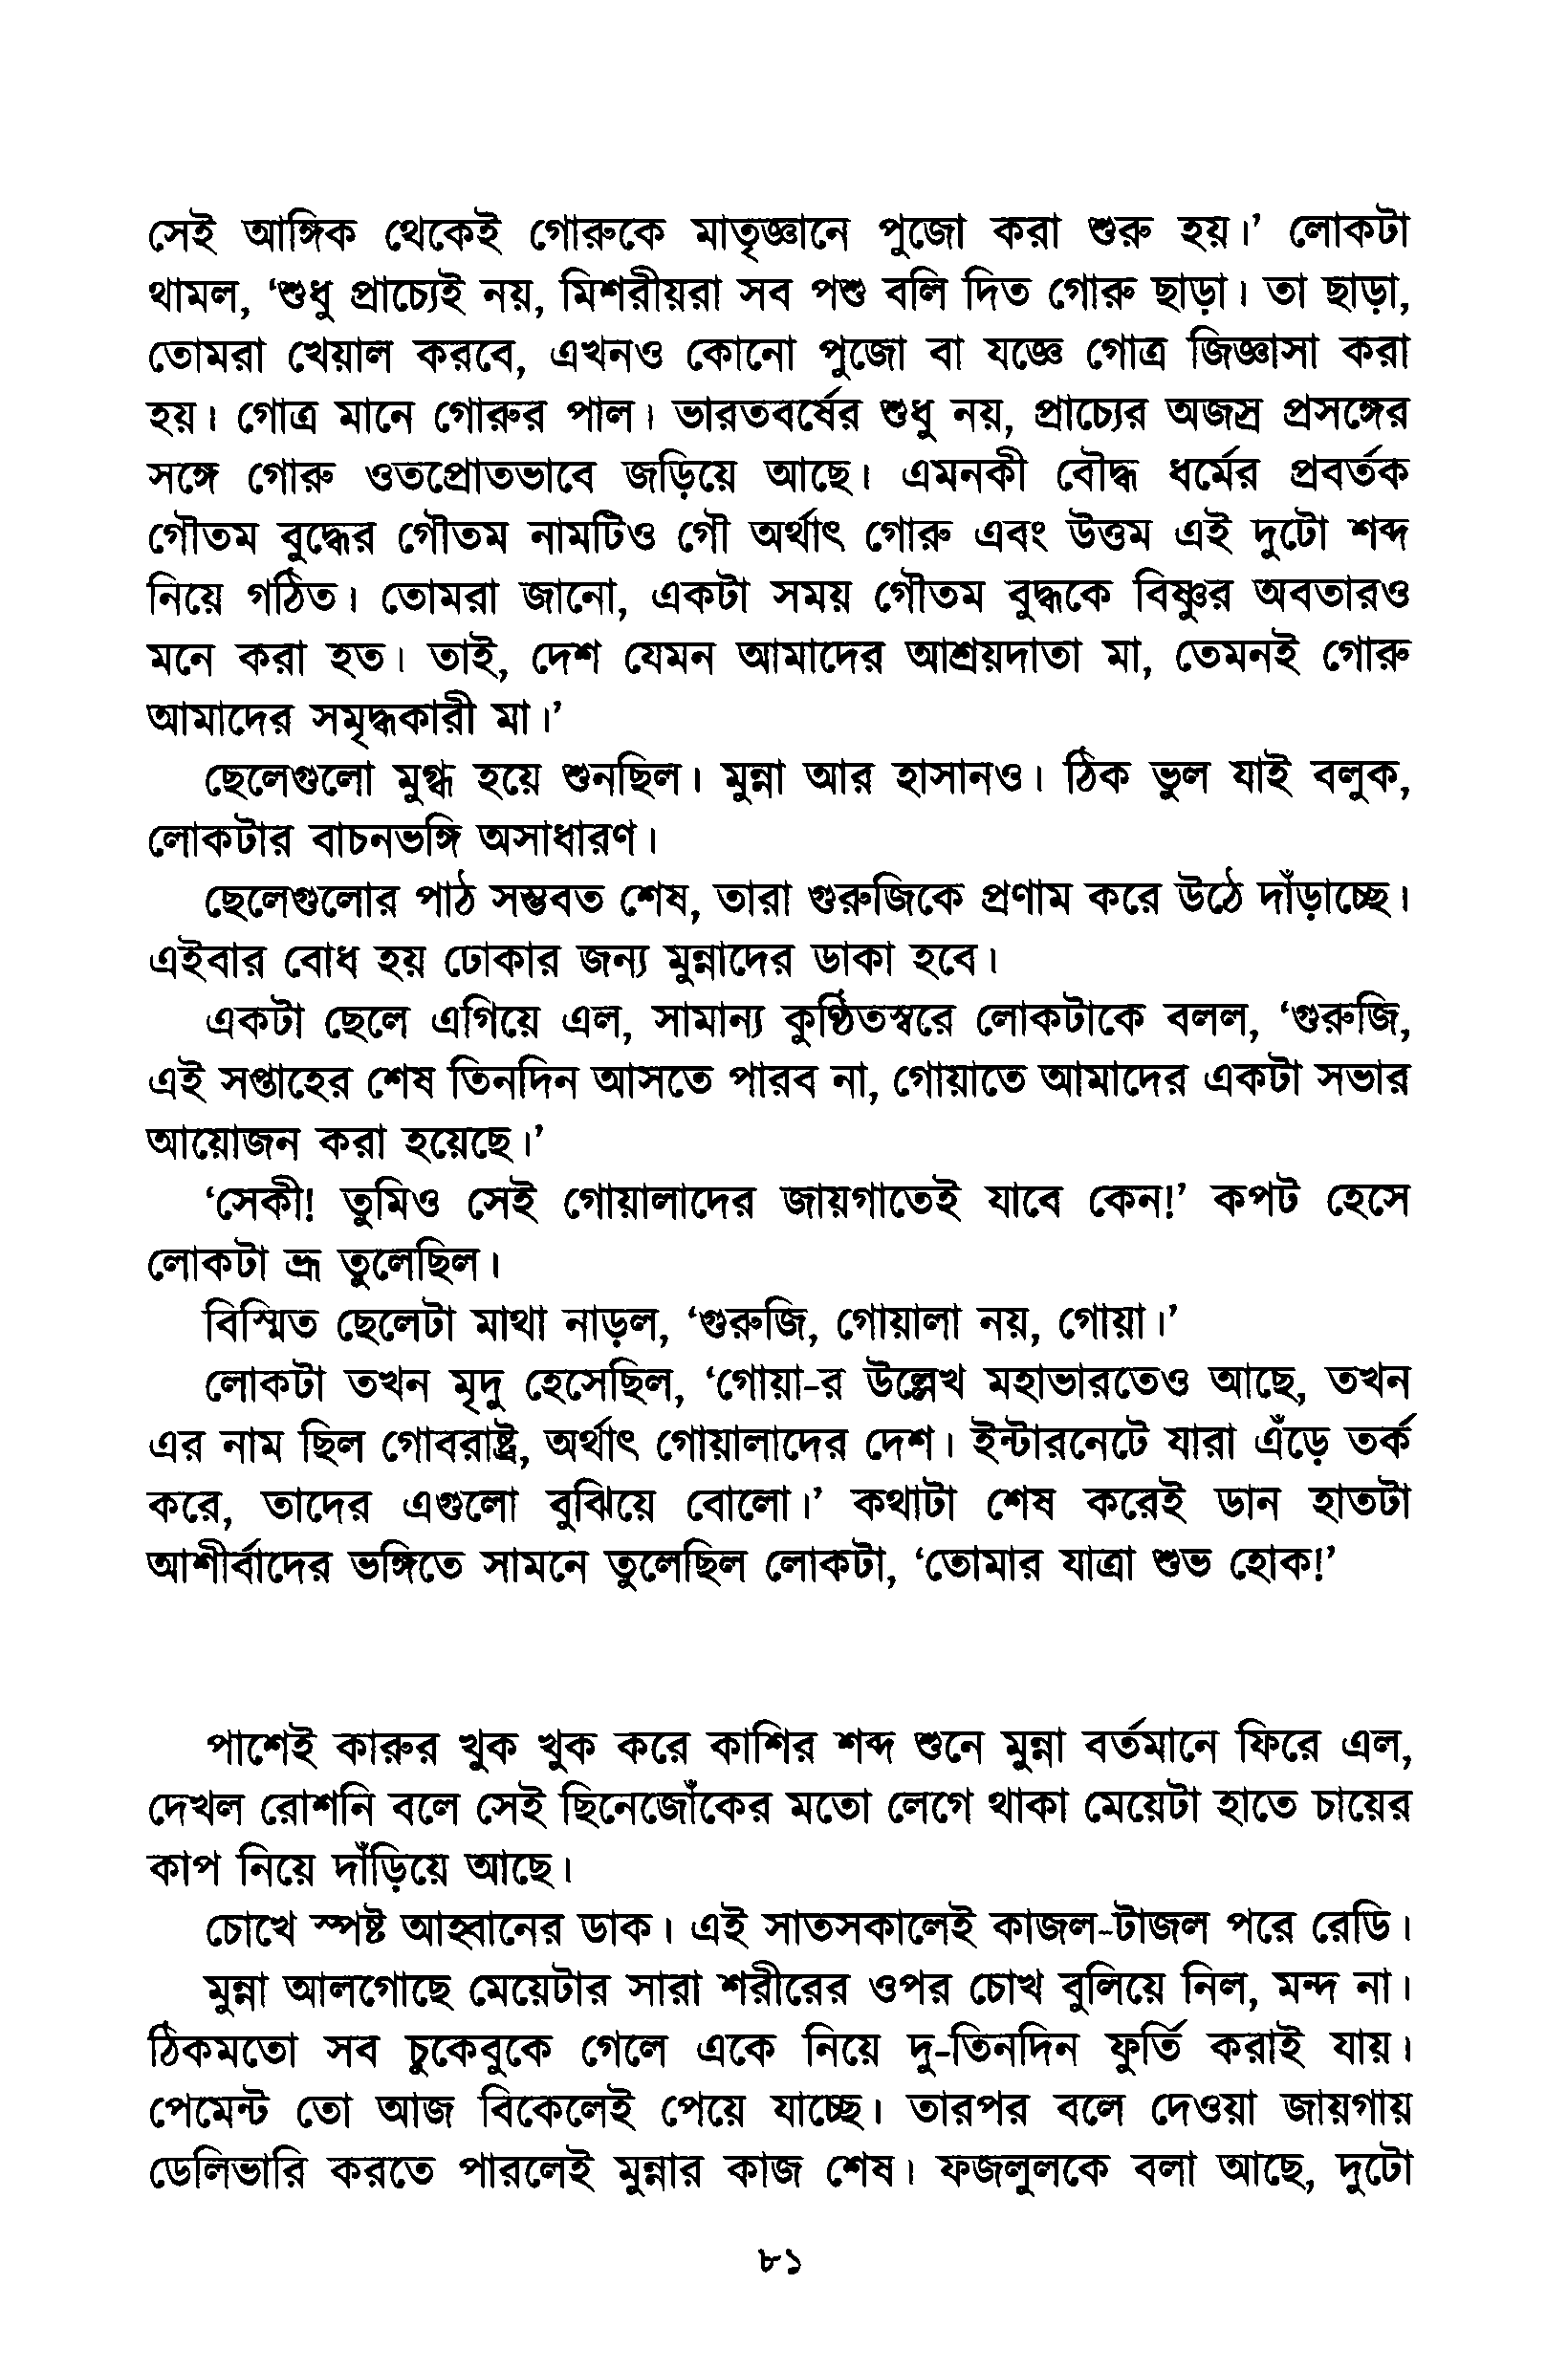 সেই আঙ্গিক থেকেই গোরুকে মাতৃজ্ঞানে পুজো করা শুরু হয়।’ লোকটা
থামল, ‘শুধু প্রাচ্যেই নয়, মিশরীয়রা সব পশু বলি দিত গোরু ছাড়া। তা ছাড়া,
তোমরা খেয়াল করবে, এখনও কোনো পুজো বা যজ্ঞে গোত্র জিজ্ঞাসা করা
হয়। গোত্র মানে গোরুর পাল। ভারতবর্ষের শুধু নয়, প্রাচ্যের অজস্র প্রসঙ্গের
সঙ্গে গোরু ওতপ্রোতভাবে জড়িয়ে আছে। এমনকী বৌদ্ধ ধর্মের প্রবর্তক
গৌতম বুদ্ধের গৌতম নামটিও গৌ অর্থাৎ গোরু এবং উত্তম এই দুটো শব্দ
নিয়ে গঠিত। তোমরা জানো, একটা সময় গৌতম বুদ্ধকে বিষ্ণুর অবতারও
মনে করা হত। তাই, দেশ যেমন আমাদের আশ্রয়দাতা মা, তেমনই গোরু
আমাদের সমৃদ্ধকারী মা।’
ছেলেগুলো মুগ্ধ হয়ে শুনছিল। মুন্না আর হাসানও। ঠিক ভুল যাই বলুক,
লোকটার বাচনভঙ্গি অসাধারণ।
ছেলেগুলোর পাঠ সম্ভবত শেষ, তারা গুরুজিকে প্রণাম করে উঠে দাঁড়াচ্ছে।
এইবার বোধ হয় ঢোকার জন্য মুন্নাদের ডাকা হবে।
একটা ছেলে এগিয়ে এল, সামান্য কুণ্ঠিতস্বরে লোকটাকে বলল, ‘গুরুজি,
এই সপ্তাহের শেষ তিনদিন আসতে পারব না, গোয়াতে আমাদের একটা সভার
আয়োজন করা হয়েছে।’
‘সেকী! তুমিও সেই গোয়ালাদের জায়গাতেই যাবে কেন!’ কপট হেসে
লোকটা ভ্রূ তুলেছিল।
বিস্মিত ছেলেটা মাথা নাড়ল, ‘গুরুজি, গোয়ালা নয়, গোয়া।’
লোকটা তখন মৃদু হেসেছিল, ‘গোয়া-র উল্লেখ মহাভারতেও আছে, তখন
এর নাম ছিল গোবরাষ্ট্র, অর্থাৎ গোয়ালাদের দেশ। ইন্টারনেটে যারা এঁড়ে তর্ক
করে, তাদের এগুলো বুঝিয়ে বোলো।’ কথাটা শেষ করেই ডান হাতটা
আশীর্বাদের ভঙ্গিতে সামনে তুলেছিল লোকটা, ‘তোমার যাত্রা শুভ হোক!’
পাশেই কারুর খুক খুক করে কাশির শব্দ শুনে মুন্না বর্তমানে ফিরে এল,
দেখল রোশনি বলে সেই ছিনেজোঁকের মতো লেগে থাকা মেয়েটা হাতে চায়ের
কাপ নিয়ে দাঁড়িয়ে আছে।
চোখে স্পষ্ট আহ্বানের ডাক। এই সাতসকালেই কাজল-টাজল পরে রেডি।
মুন্না আলগোছে মেয়েটার সারা শরীরের ওপর চোখ বুলিয়ে নিল, মন্দ না।
ঠিকমতো সব চুকেবুকে গেলে একে নিয়ে দু-তিনদিন ফুর্তি করাই যায়।
পেমেন্ট তো আজ বিকেলেই পেয়ে যাচ্ছে। তারপর বলে দেওয়া জায়গায়
ডেলিভারি করতে পারলেই মুন্নার কাজ শেষ। ফজলুলকে বলা আছে, দুটো
৮১